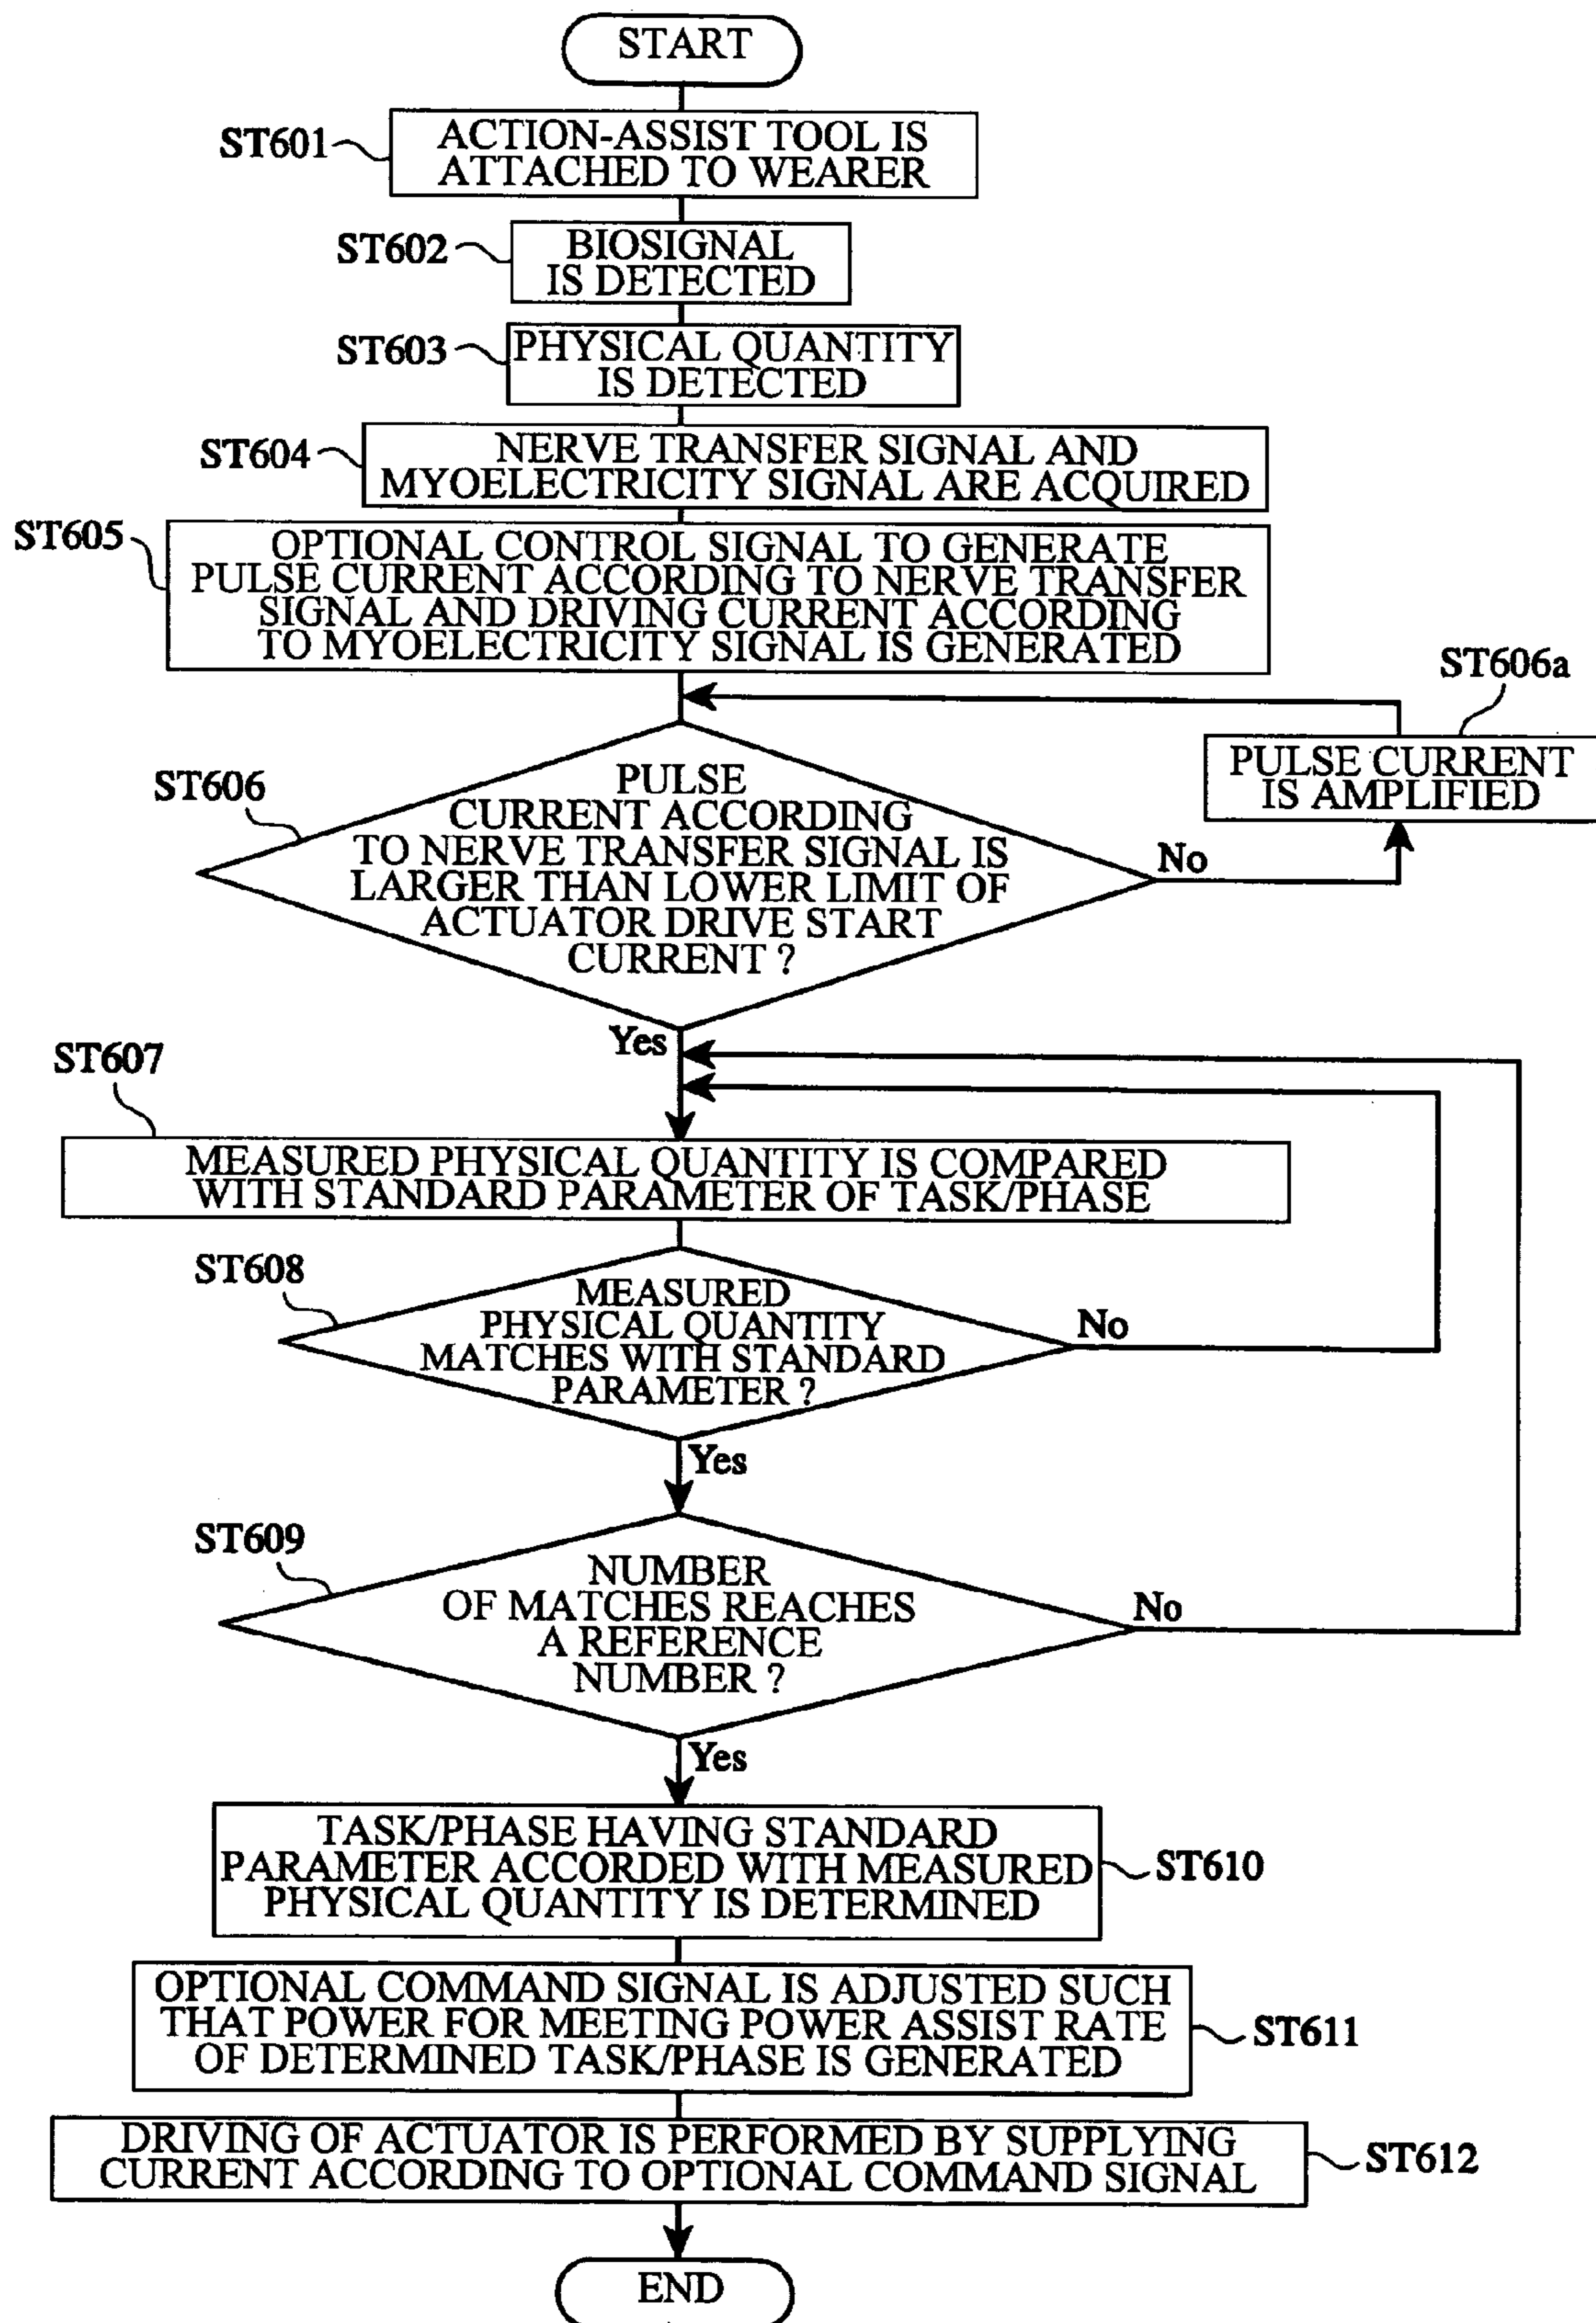 START
ST601
ACTION-ASSIST TOOL IS
ATTACHED TO WEARER
ST602
BIOSIGNAL
IS DETECTED
ST603
PHYSICAL QUANTITY
IS DETECTED
ST604
NERVE TRANSFER SIGNAL AND
MYOELECTRICITY SIGNAL ARE ACQUIRED
ST605
OPTIONAL CONTROL SIGNAL TO GENERATE
PULSE CURRENT ACCORDING TO NERVE TRANSFER
SIGNAL AND DRIVING CURRENT ACCORDING
TO MYOELECTRICITY SIGNAL IS GENERATED
ST606a
PULSE CURRENT
IS AMPLIFIED
ST606
PULSE
CURRENT ACCORDING
TO NERVE TRANSFER SIGNAL IS
LARGER THAN LOWER LIMIT OF
ACTUATOR DRIVE START
CURRENT ?
No
Yes
ST607
MEASURED PHYSICAL QUANTITY IS COMPARED
WITH STANDARD PARAMETER OF TASK/PHASE
ST608
MEASURED
PHYSICAL QUANTITY
MATCHES WITH STANDARD
PARAMETER ?
No
Yes
ST609
NUMBER
OF MATCHES REACHES
A REFERENCE
NUMBER ?
No
Yes
TASK/PHASE HAVING STANDARD
PARAMETER ACCORDED WITH MEASURED
PHYSICAL QUANTITY IS DETERMINED
ST610
OPTIONAL COMMAND SIGNAL IS ADJUSTED SUCH
THAT POWER FOR MEETING POWER ASSIST RATE
OF DETERMINED TASK/PHASE IS GENERATED
ST611
DRIVING OF ACTUATOR IS PERFORMED BY SUPPLYING
CURRENT ACCORDING TO OPTIONAL COMMAND SIGNAL
ST612
END